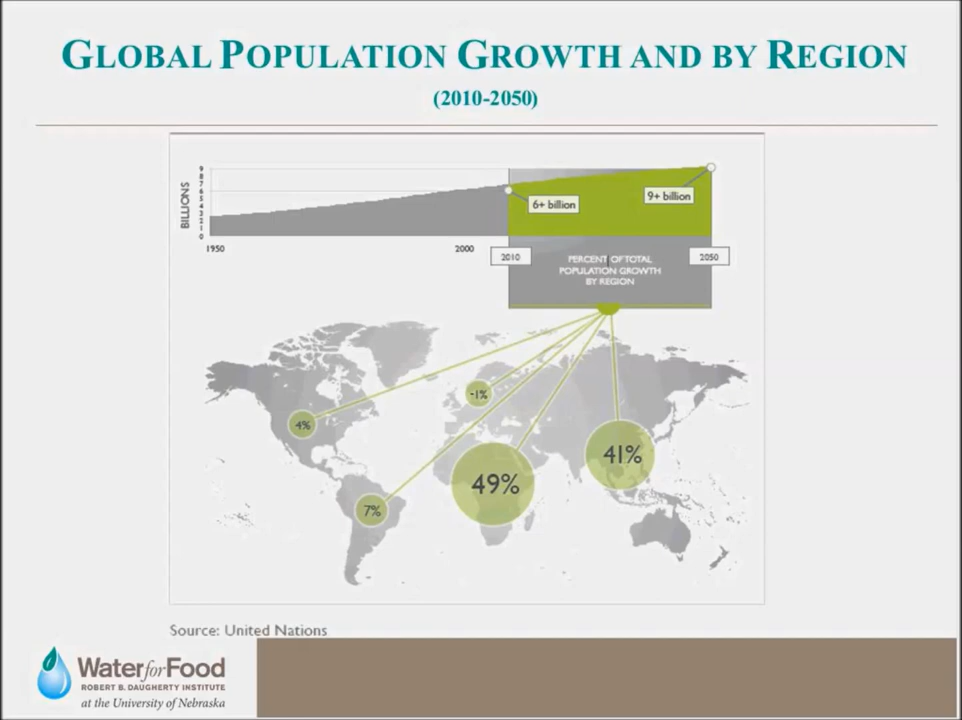 GLOBAL POPULATION GROWTH AND BY REGION
(2010-2050)
BILLIONS
9
8
7
6
5
4
3
2
1
0
6+ billion
9+ billion
1950
2000
2010
2050
PERCENT OF TOTAL
POPULATION GROWTH
BY REGION
-1%
4%
41%
49%
7%
Source: United Nations
Water for Food
ROBERT B. DAUGHERTY INSTITUTE
at the University of Nebraska